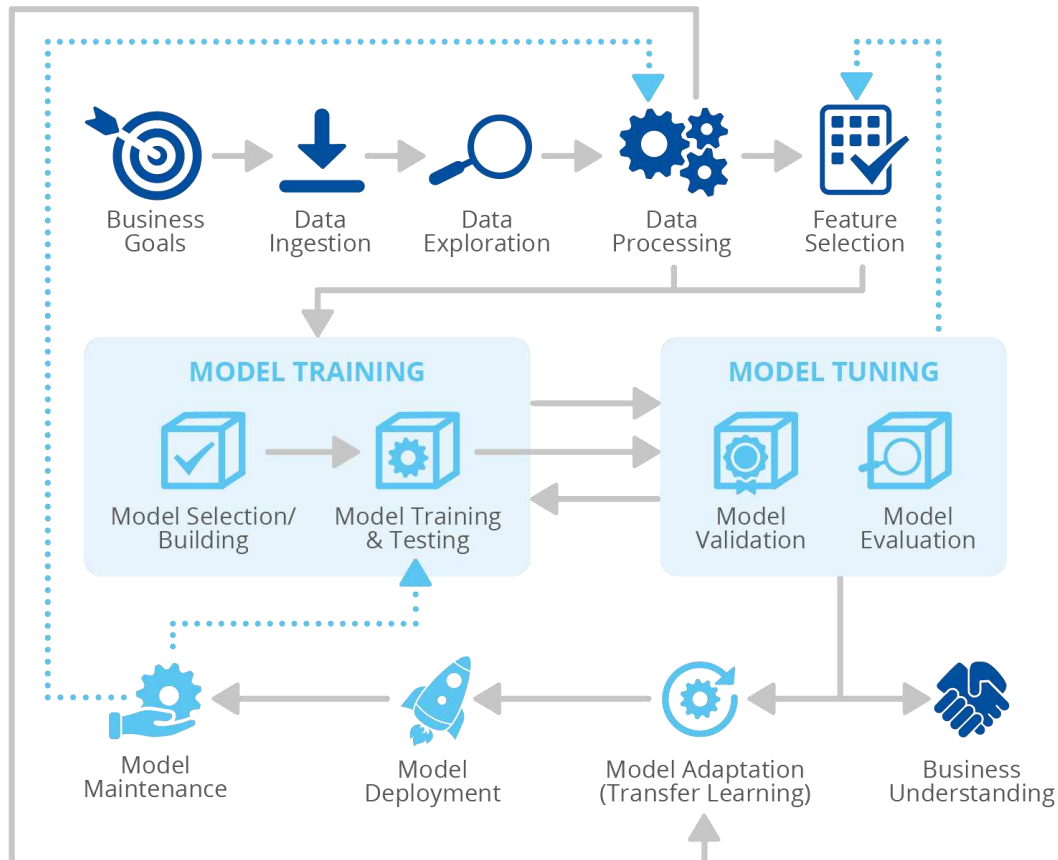 Business
Goals
Data
Ingestion
Data
Exploration
Data
Processing
Feature
Selection
MODEL TRAINING
MODEL TUNING
Model Selection/
Building
Model Training
& Testing
Model
Validation
Model
Evaluation
Model
Maintenance
Model
Deployment
Model Adaptation
(Transfer Learning)
Business
Understanding